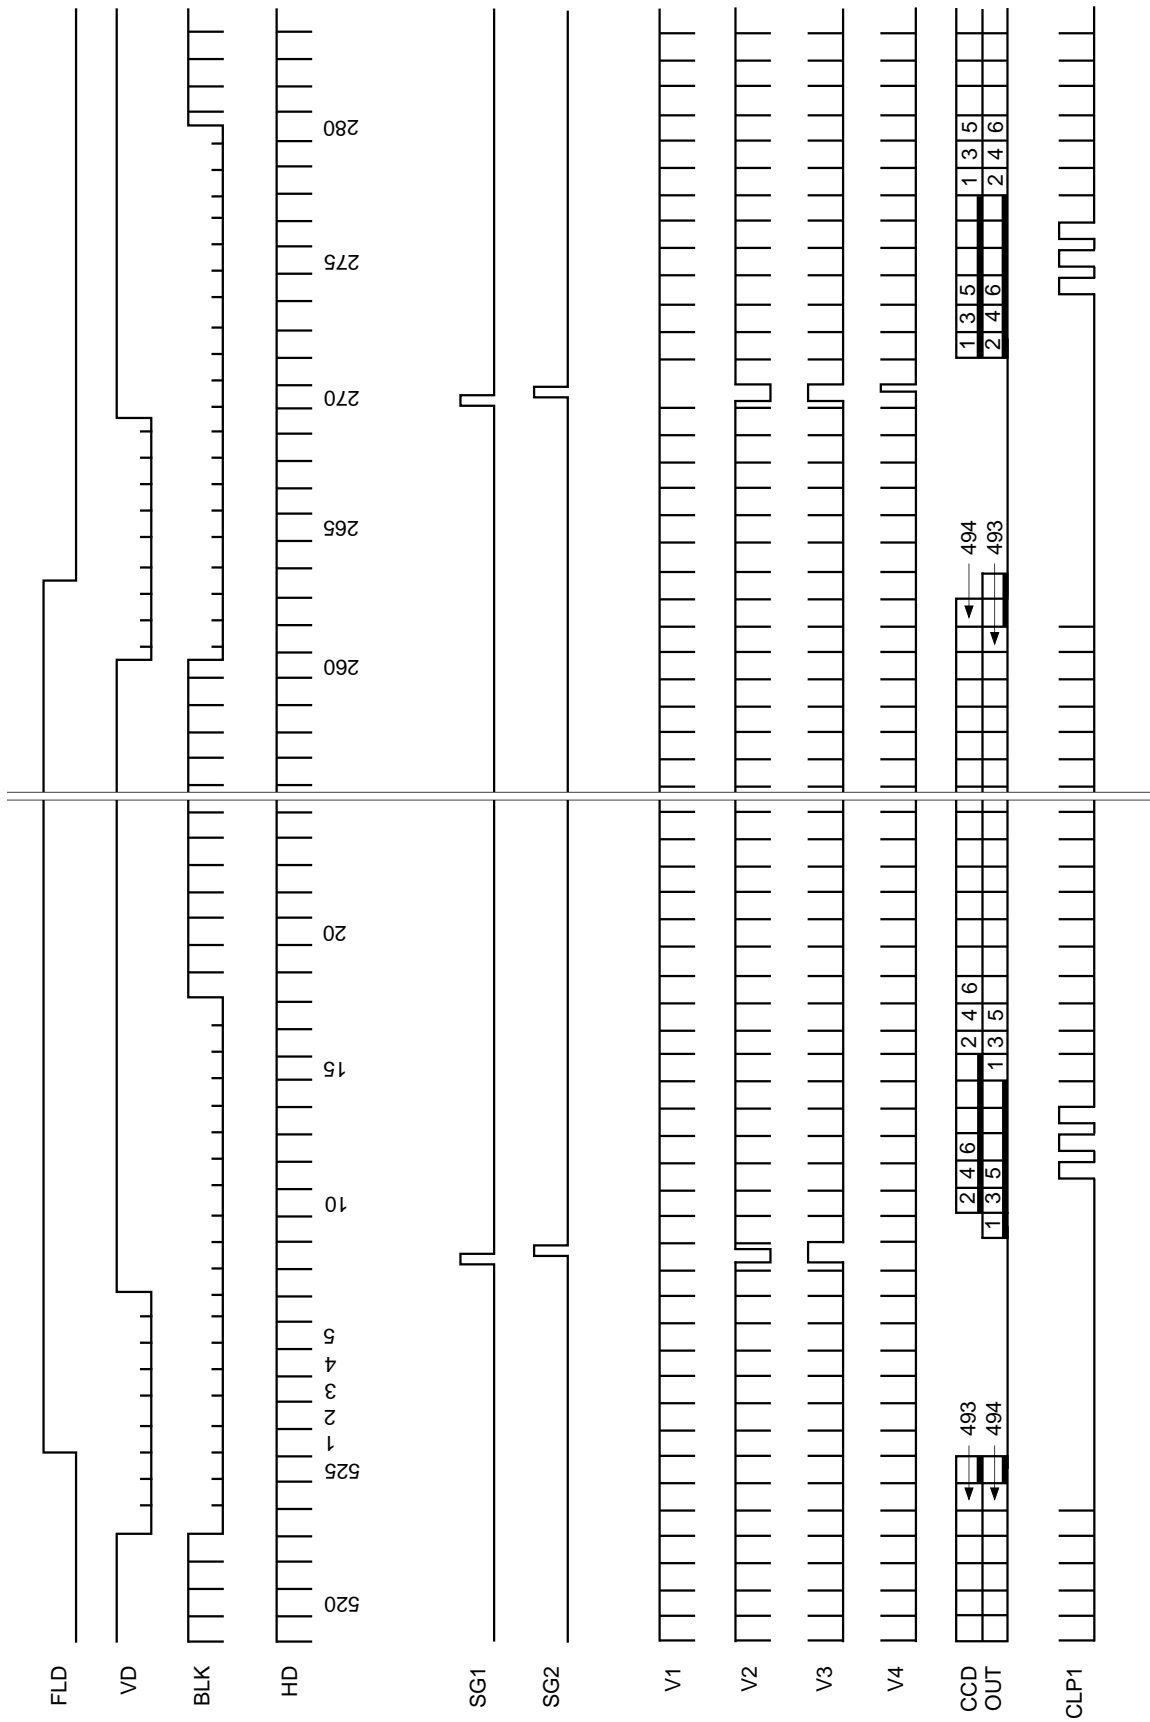 FLD
VD
BLK
HD
520 525 1 2 3 4 5 10 15 20 260 265 270 275 280
SG1
SG2
V1
V2
V3
V4
CCD 493 2 4 6 2 4 6 494 1 3 5 1 3 5
OUT 494 1 3 5 1 3 5 493 2 4 6 2 4 6
CLP1